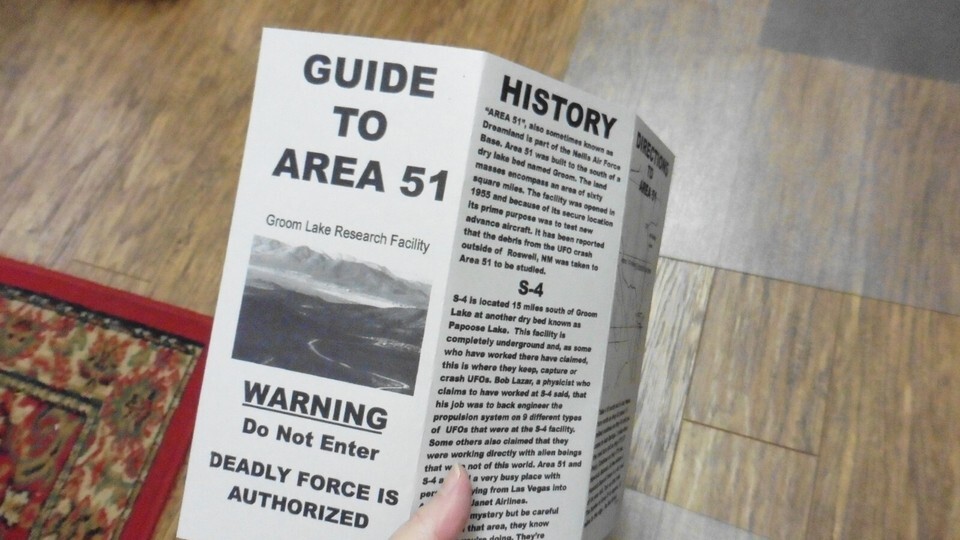 GUIDE
TO
AREA 51
Groom Lake Research Facility
WARNING
Do Not Enter
DEADLY FORCE IS
AUTHORIZED
HISTORY
"AREA 51", also sometimes known as
Dreamland is part of the Nellis Air Force
Base. Area 51 was built to the south of a
dry lake bed named Groom. The land
masses encompass an area of sixty
square miles. The facility was opened in
1955 and because of its secure location
its prime purpose was to test new
advance aircraft. It has been reported
that the debris from the UFO crash
outside of Roswell, NM was taken to
Area 51 to be studied.
S-4
S-4 is located 15 miles south of Groom
Lake at another dry bed known as
Papoose Lake. This facility is
completely underground and, as some
who have worked there have claimed,
this is where they keep, capture or
crash UFOs. Bob Lazar, a physicist who
claims to have worked at S-4 said, that
his job was to back engineer the
propulsion system on 9 different types
of UFOs that were at the S-4 facility.
Some others also claimed that they
were working directly with alien beings
that not of this world. Area 51 and
S-4 a very busy place with
from Las Vegas into
Janet Airlines.
mystery but be careful
that area, they know
doing. They're
DIRECTIONS
TO
AREA 51